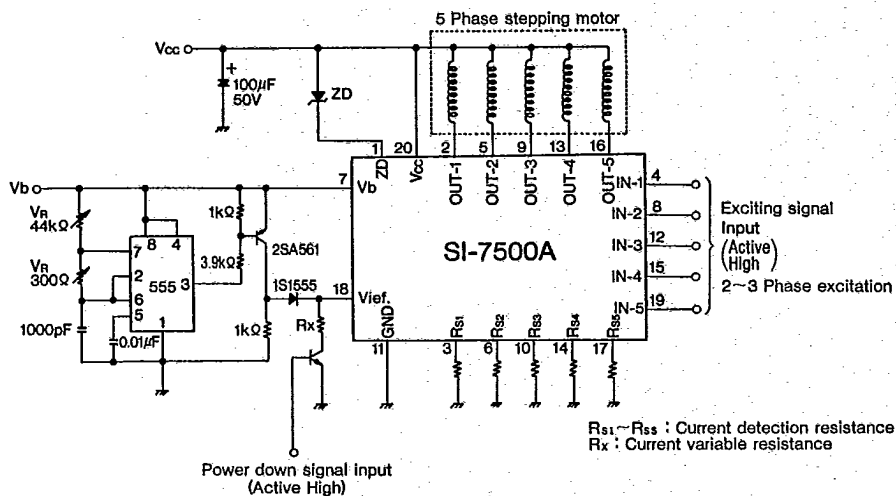 5 Phase stepping motor
Vcc
100μF
50V
ZD
1
20
2
5
9
13
16
ZD
Vcc
OUT-1
OUT-2
OUT-3
OUT-4
OUT-5
Vb
7
Vb
VR
44kΩ
1kΩ
8
4
7
2SA561
VR
300Ω
2
555
3
3.9kΩ
6
5
1S1555
18
Vief.
1000pF
0.01μF
1
1kΩ
Rx
SI-7500A
IN-1
4
IN-2
8
IN-3
12
IN-4
15
IN-5
19
Exciting signal
Input
(Active
High)
2~3 Phase excitation
GND
RS1
RS2
RS3
RS4
RS5
11
3
6
10
14
17
RS1~RSS : Current detection resistance
Rx : Current variable resistance
Power down signal input
(Active High)